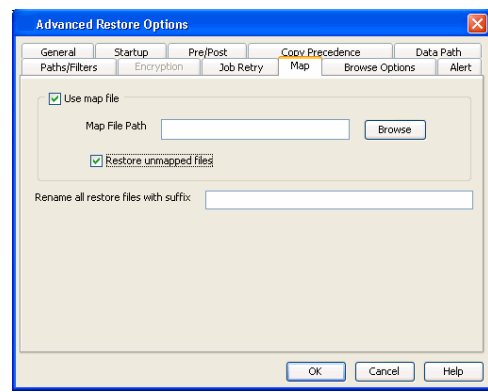 Advanced Restore Options
General Startup Pre/Post Copy Precedence Data Path
Paths/Filters Encryption Job Retry Map Browse Options Alert
Use map file
Map File Path Browse
Restore unmapped files
Rename all restore files with suffix
OK Cancel Help